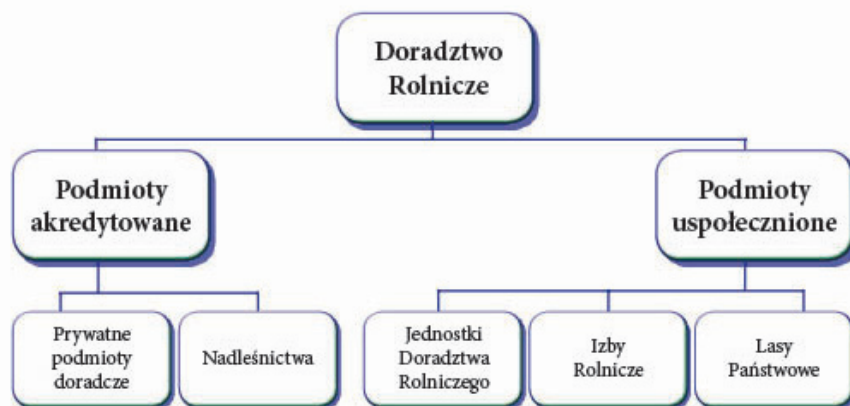 Doradztwo
Rolnicze
Podmioty
akredytowane
Podmioty
uspołecznione
Prywatne
podmioty
doradcze
Nadleśnictwa
Jednostki
Doradztwa
Rolniczego
Izby
Rolnicze
Lasy
Państwowe